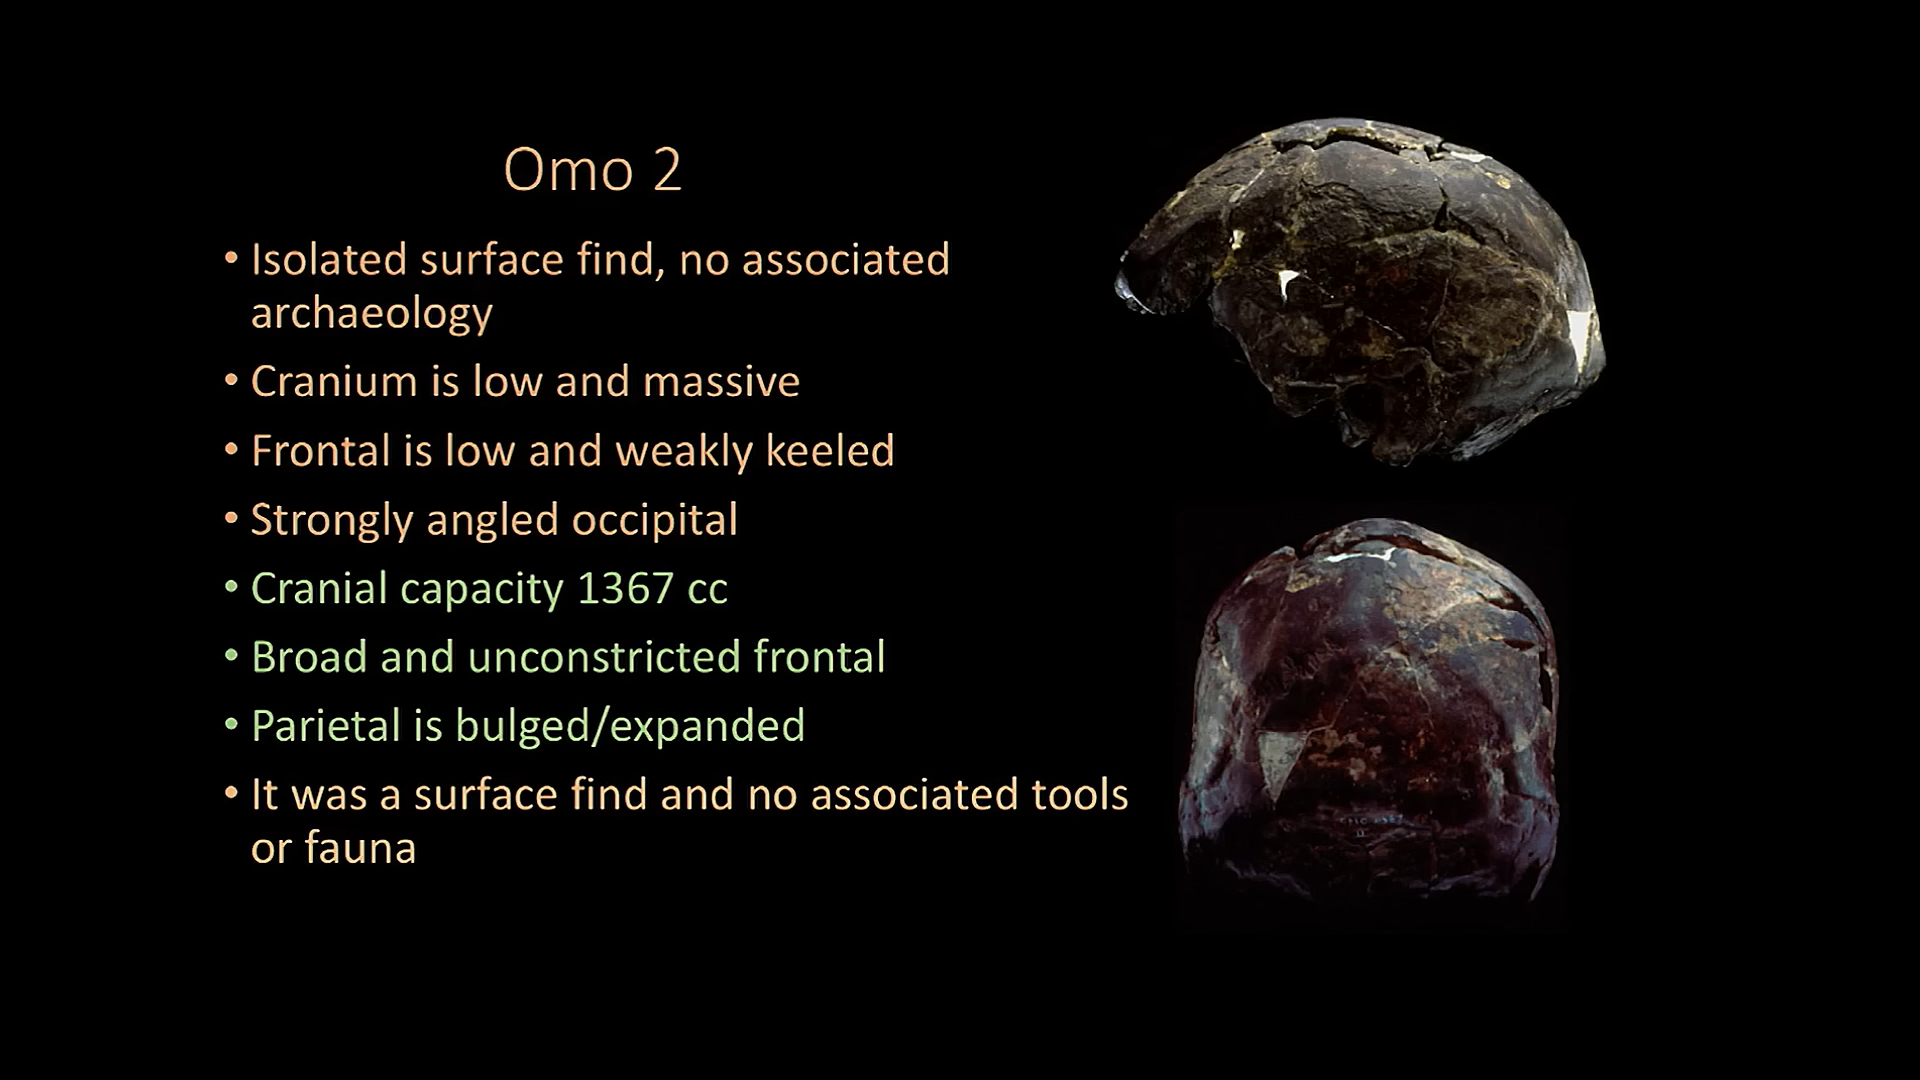 Omo 2
• Isolated surface find, no associated
archaeology
• Cranium is low and massive
• Frontal is low and weakly keeled
• Strongly angled occipital
• Cranial capacity 1367 cc
• Broad and unconstricted frontal
• Parietal is bulged/expanded
• It was a surface find and no associated tools
or fauna